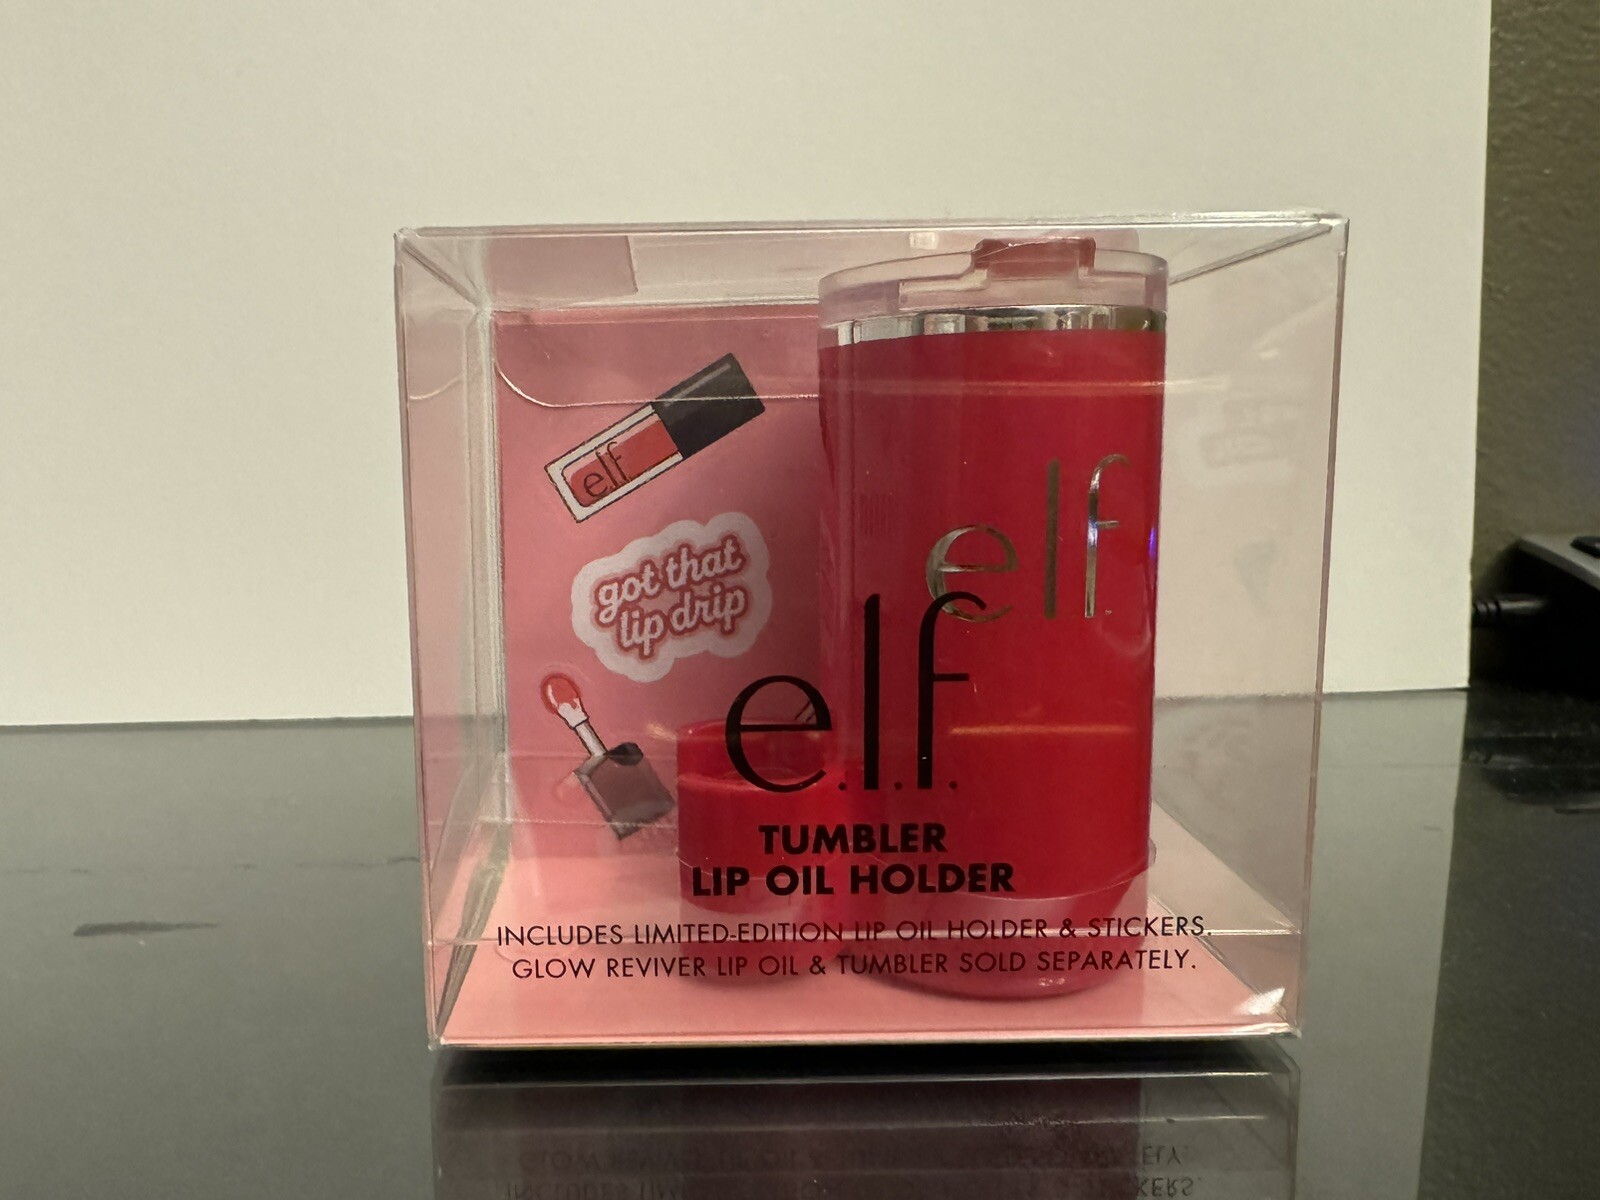 elf
got that
lip drip
elf
e.l.f.
TUMBLER
LIP OIL HOLDER
INCLUDES LIMITED-EDITION LIP OIL HOLDER & STICKERS.
GLOW REVIVER LIP OIL & TUMBLER SOLD SEPARATELY.